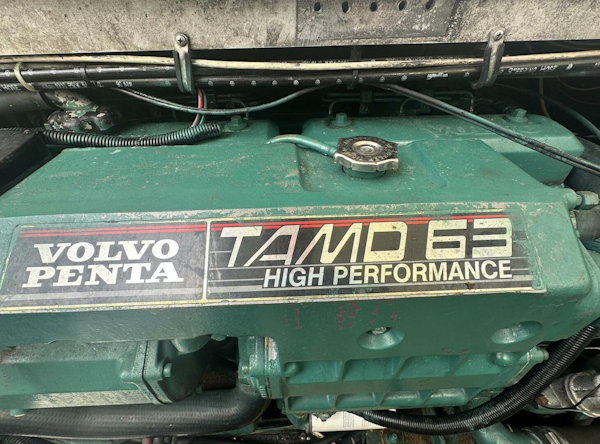 VOLVO
PENTA
TAMD 63
HIGH PERFORMANCE